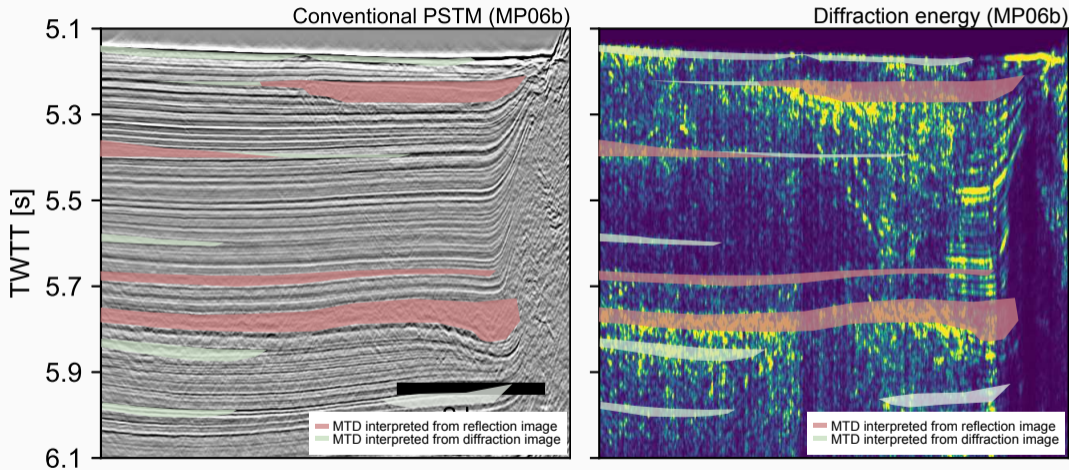 Conventional PSTM (MP06b)
Diffraction energy (MP06b)
5.1
5.3
5.5
5.7
5.9
6.1
TWTT [s]
MTD interpreted from reflection image
MTD interpreted from diffraction image
MTD interpreted from reflection image
MTD interpreted from diffraction image